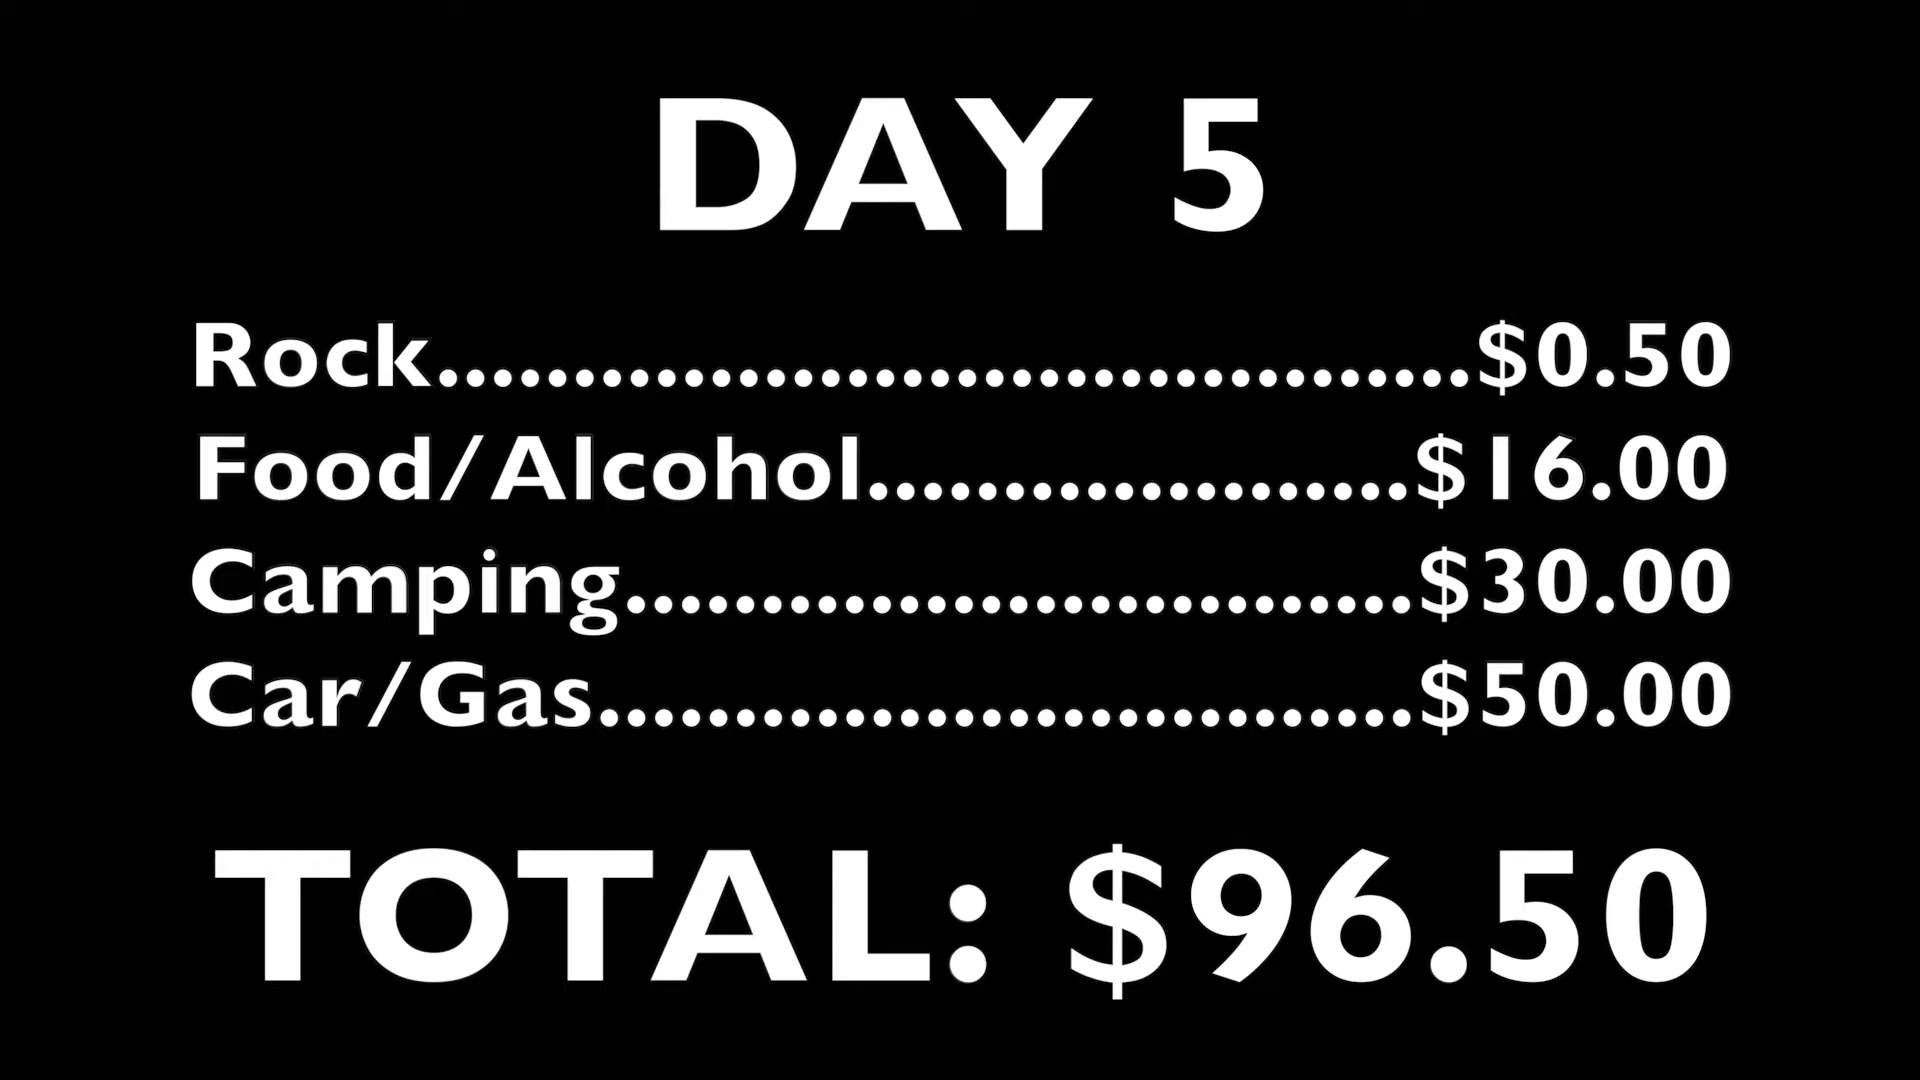 DAY 5
Rock......................................$0.50
Food/Alcohol....................$16.00
Camping.............................$30.00
Car/Gas..............................$50.00
TOTAL: $96.50